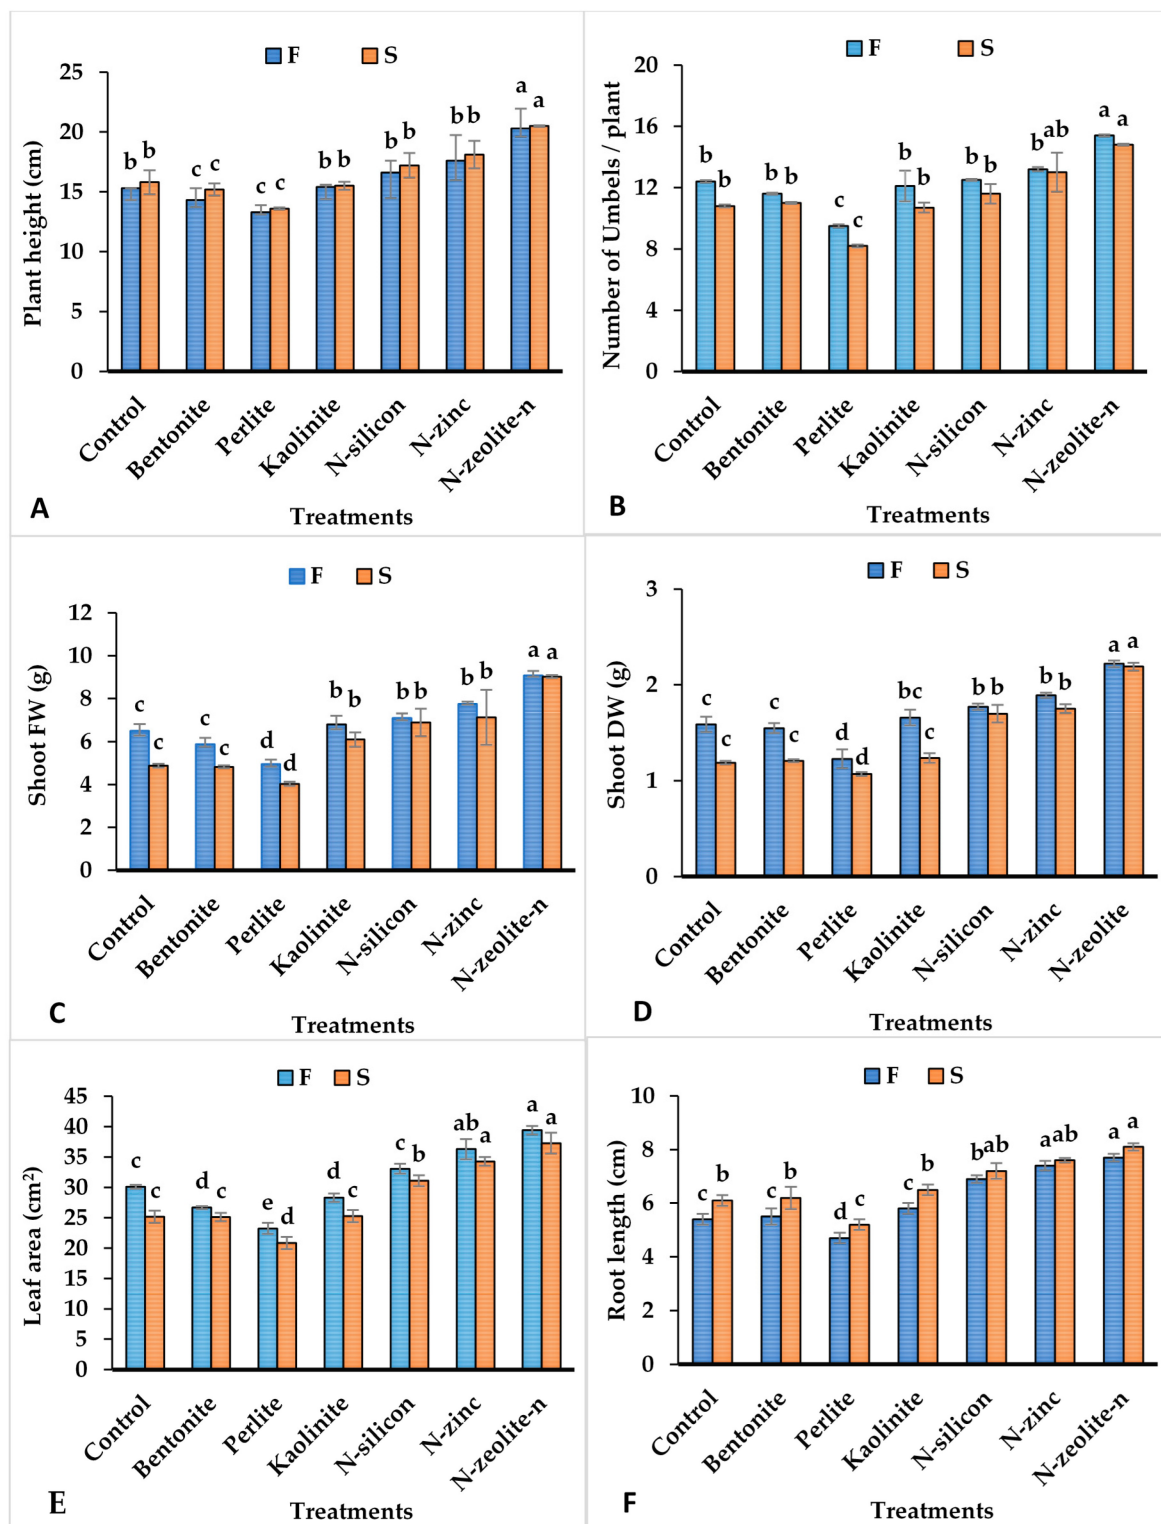 F S
25
20
15
10
5
0
Plant height (cm)
b b c c c c b b b b b b a a
Control Bentonite Perlite Kaolinite N-silicon N-zinc N-zeolite-n
A
Treatments
F S
20
16
12
8
4
0
Number of Umbels / plant
b b b b c c b b b b b ab a a
Control Bentonite Perlite Kaolinite N-silicon N-zinc N-zeolite-n
B
Treatments
F S
12
10
8
6
4
2
0
Shoot FW (g)
c c c c d d b b b b b b a a
Control Bentonite Perlite Kaolinite N-silicon N-zinc N-zeolite-n
C
Treatments
F S
3
2
1
0
Shoot DW (g)
c c c c d d bc c b b b b a a
Control Bentonite Perlite Kaolinite N-silicon N-zinc N-zeolite
D
Treatments
F S
45
40
35
30
25
20
15
10
5
0
Leaf area (cm²)
c c d c e d d c c b ab a a a
Control Bentonite Perlite Kaolinite N-silicon N-zinc N-zeolite-n
E
Treatments
F S
10
8
6
4
2
0
Root length (cm)
c b c b d c c b b ab a ab a a
Control Bentonite Perlite Kaolinite N-silicon N-zinc N-zeolite-n
F
Treatments